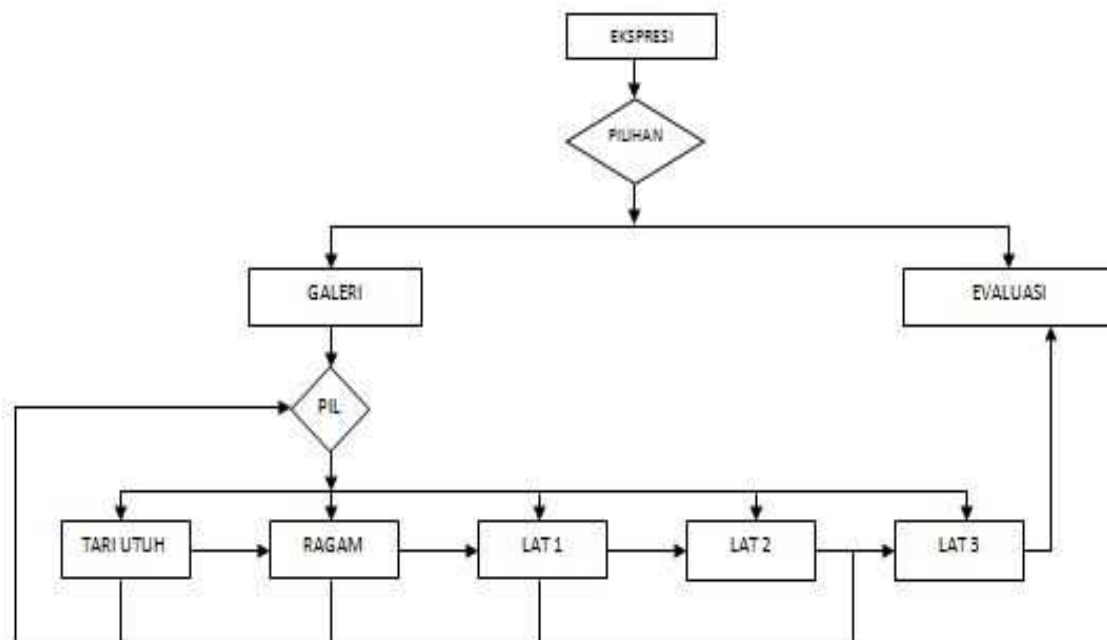 EKSPRESI
PILIHAN
GALERI
EVALUASI
PIL
TARI UTUH
RAGAM
LAT 1
LAT 2
LAT 3